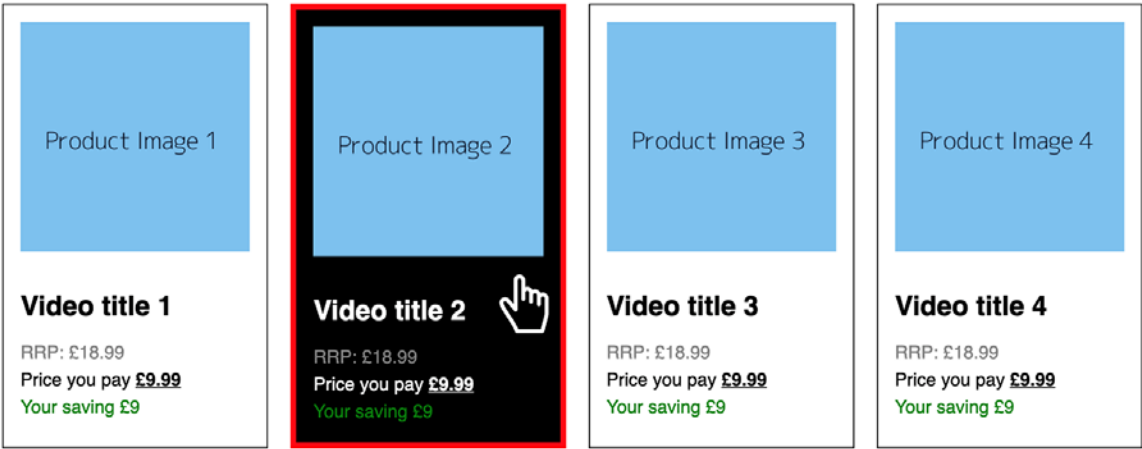 Product Image 1
Video title 1
RRP: £18.99
Price you pay £9.99
Your saving £9
Product Image 2
Video title 2
RRP: £18.99
Price you pay £9.99
Your saving £9
Product Image 3
Video title 3
RRP: £18.99
Price you pay £9.99
Your saving £9
Product Image 4
Video title 4
RRP: £18.99
Price you pay £9.99
Your saving £9